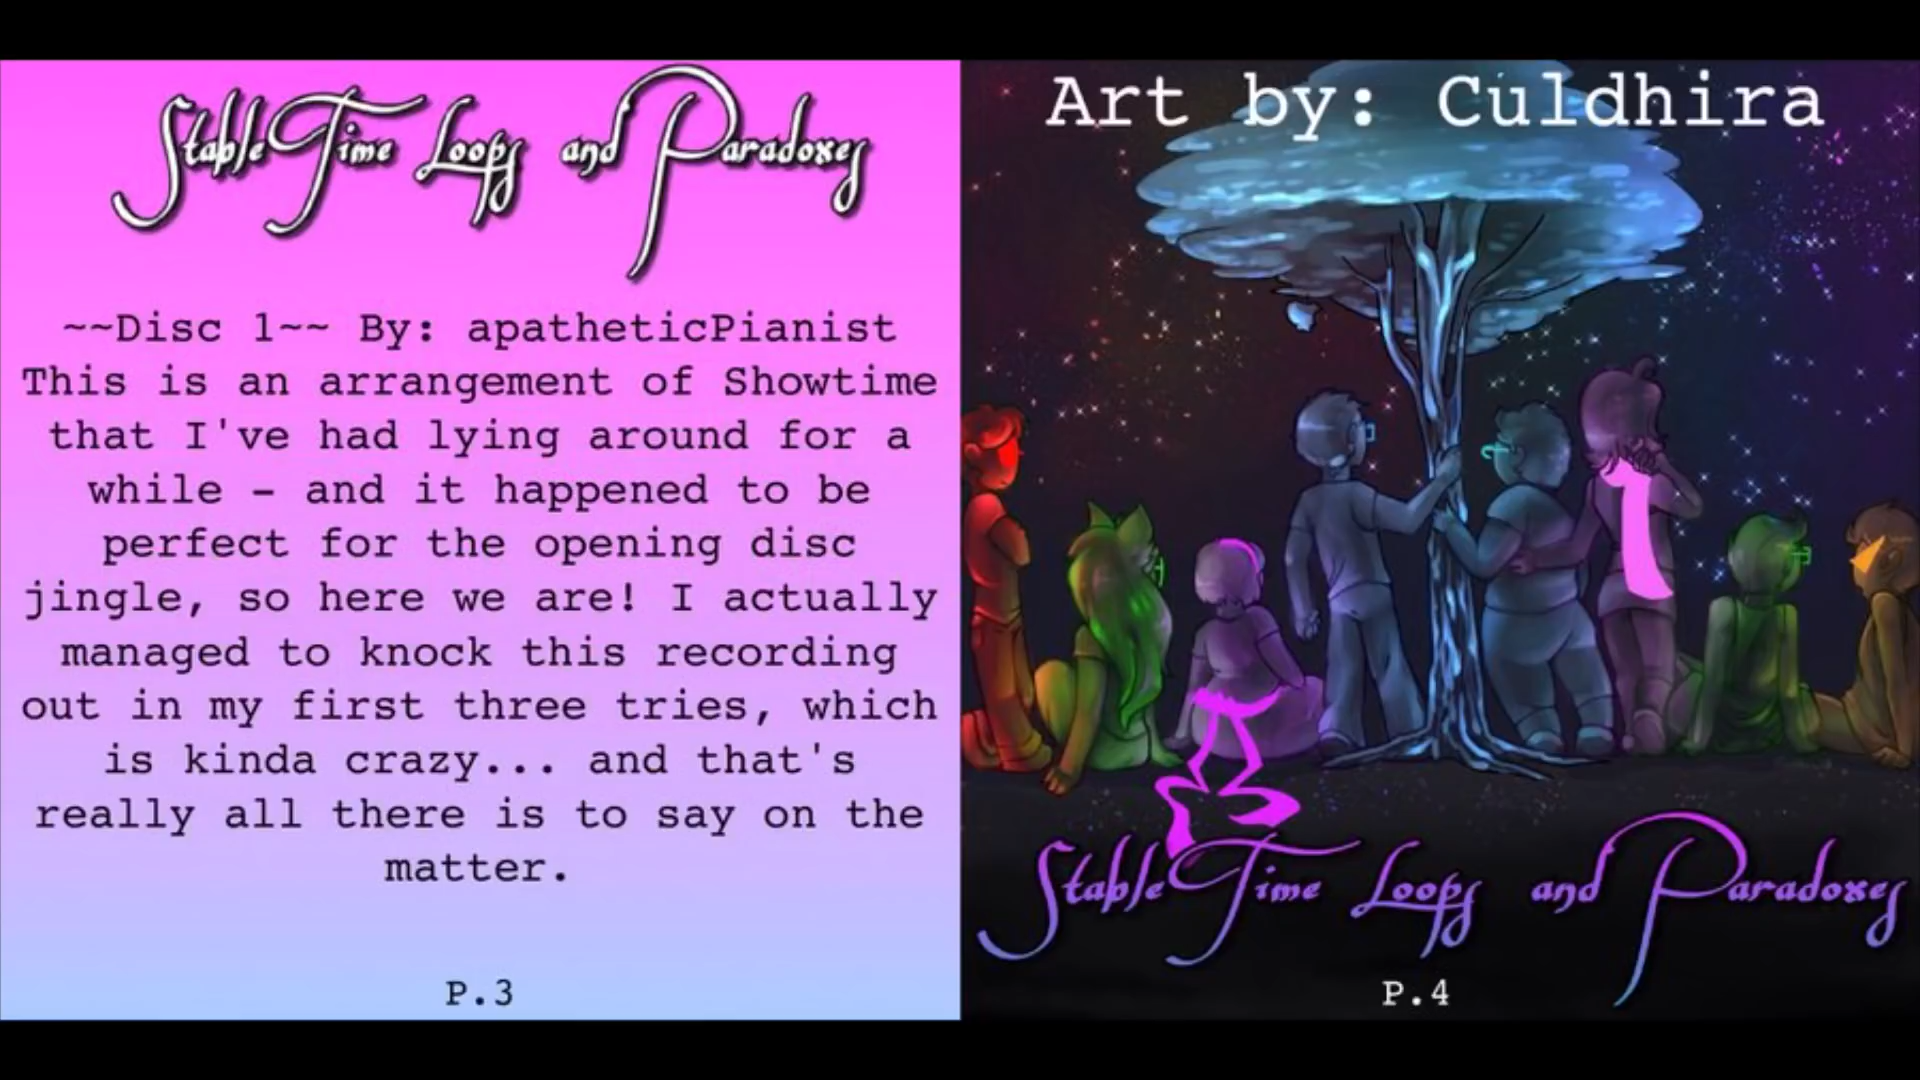 Stable Time Loops and Paradoxes
~~Disc 1~~ By: apatheticPianist
This is an arrangement of Showtime
that I've had lying around for a
while - and it happened to be
perfect for the opening disc
jingle, so here we are! I actually
managed to knock this recording
out in my first three tries, which
is kinda crazy... and that's
really all there is to say on the
matter.
P.3
Art by: Culdhira
Stable Time Loops and Paradoxes
P.4